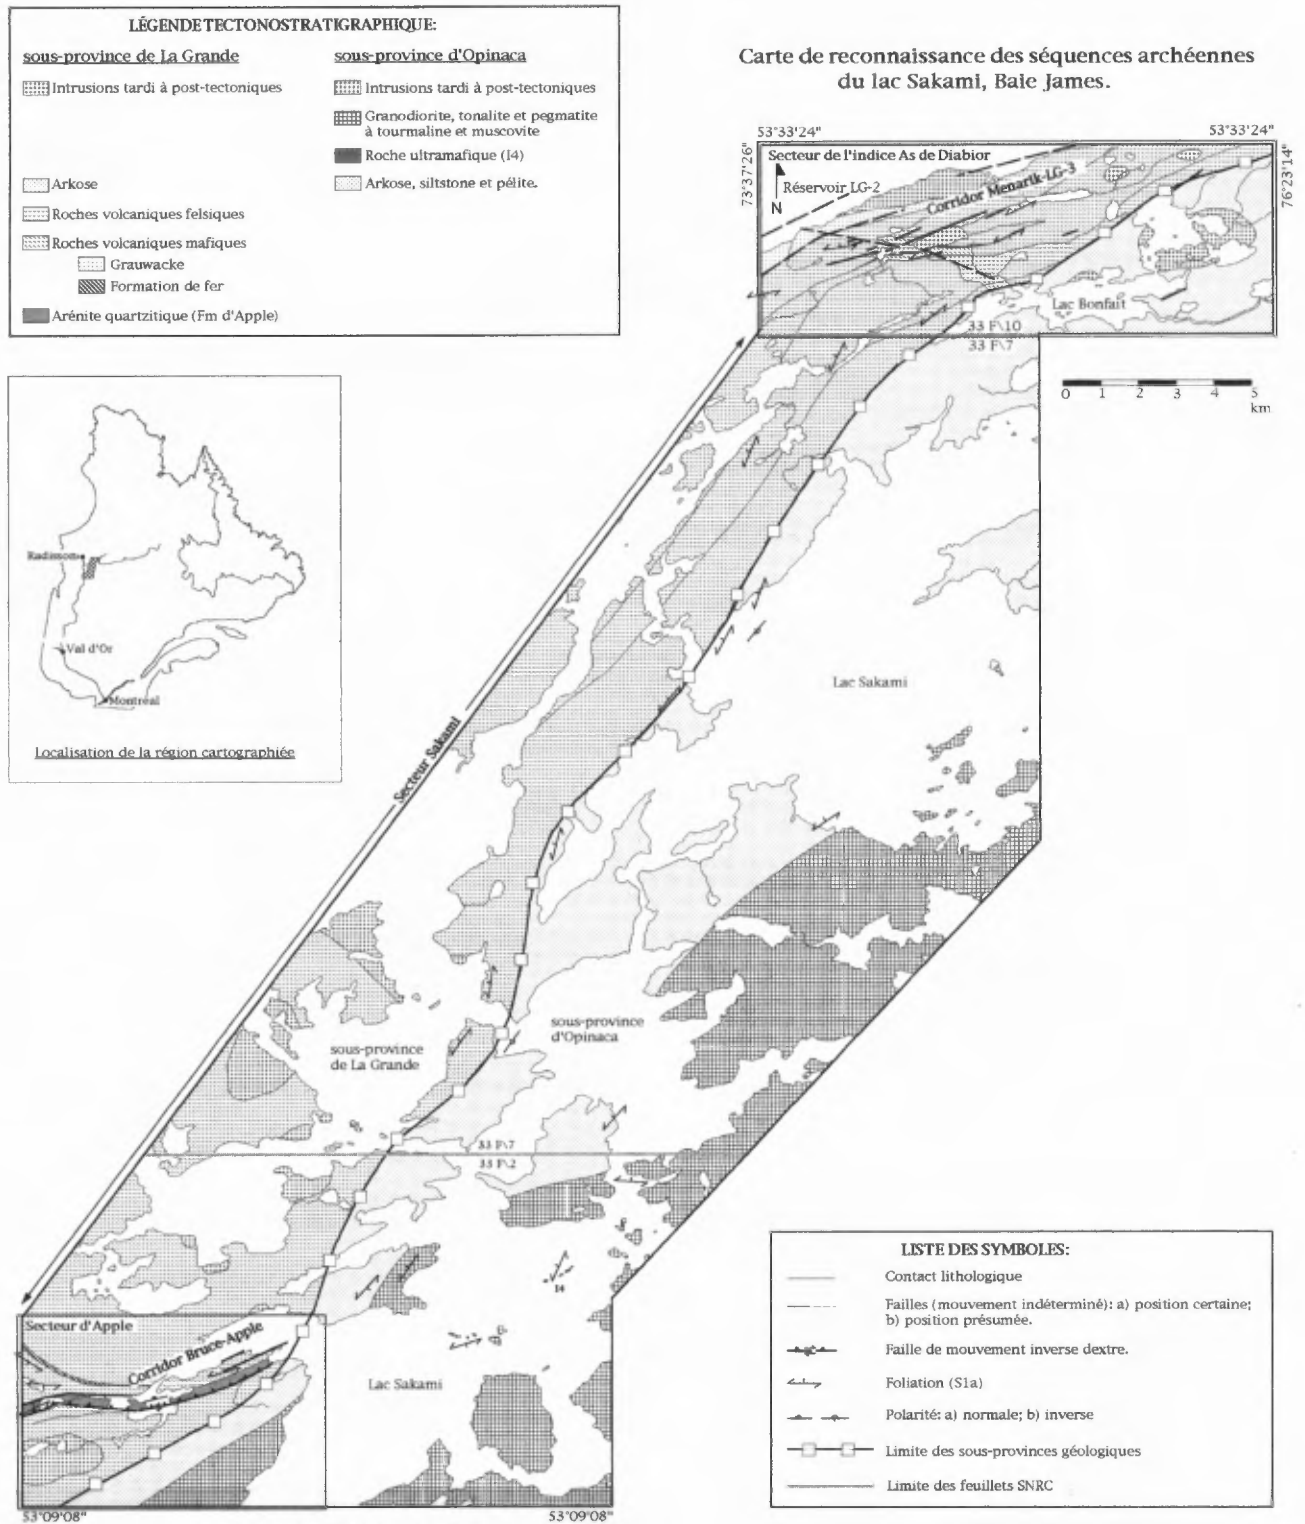 LÉGENDE TECTONOSTRATIGRAPHIQUE:
sous-province de La Grande
Intrusions tardi à post-tectoniques
Arkose
Roches volcaniques felsiques
Roches volcaniques mafiques
Grauwacke
Formation de fer
Arénite quartzitique (Fm d'Apple)
sous-province d'Opinaca
Intrusions tardi à post-tectoniques
Granodiorite, tonalite et pegmatite
à tourmaline et muscovite
Roche ultramafique (I4)
Arkose, siltstone et pélite.
Carte de reconnaissance des séquences archéennes
du lac Sakami, Baie James.
53°33'24"
53°33'24"
73°37'26"
76°23'14"
Secteur de l'indice As de Diabior
Réservoir LG-2
N
Corridor Menarik-LG-3
Lac Bonfait
33 F\10
33 F\7
0 1 2 3 4 5
km
Radisson
Val d'Or
Montréal
Localisation de la région cartographiée
Secteur Sakami
Lac Sakami
sous-province
d'Opinaca
sous-province
de La Grande
33 F\7
33 F\2
I4
Secteur d'Apple
Corridor Bruce-Apple
Lac Sakami
53°09'08"
53°09'08"
LISTE DES SYMBOLES:
Contact lithologique
Failles (mouvement indéterminé): a) position certaine;
b) position présumée.
Faille de mouvement inverse dextre.
Foliation (S1a)
Polarité: a) normale; b) inverse
Limite des sous-provinces géologiques
Limite des feuillets SNRC